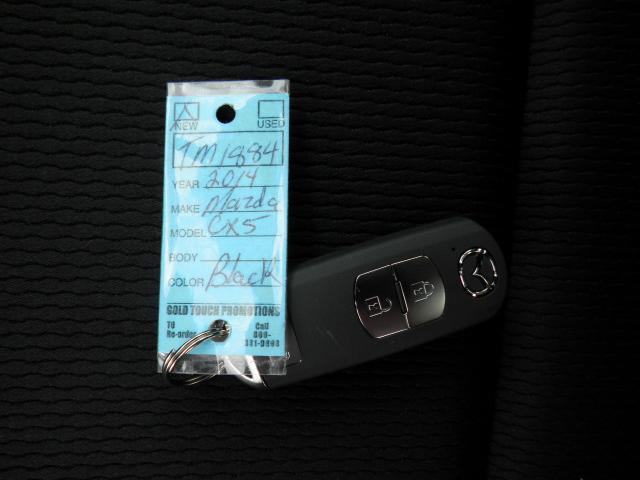 NEW USED
TM1884
YEAR 2014
MAKE Mazda
MODEL CX5
BODY
COLOR Black
GOLD TOUCH PROMOTIONS
TO Call
Re-order 800-